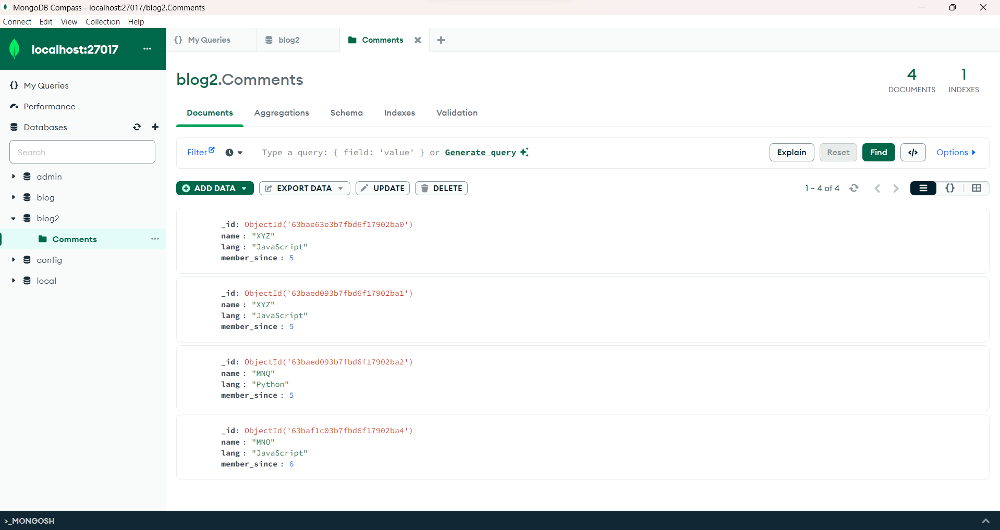 MongoDB Compass - localhost:27017/blog2.Comments
Connect Edit View Collection Help
localhost:27017 ...
{} My Queries
Performance
Databases
Search
admin
blog
blog2
Comments ...
config
local
{} My Queries blog2 Comments
blog2.Comments
4 1
DOCUMENTS INDEXES
Documents Aggregations Schema Indexes Validation
Filter Type a query: { field: 'value' } or Generate query Explain Reset Find </> Options
ADD DATA EXPORT DATA UPDATE DELETE 1 – 4 of 4 {}
_id: ObjectId('63bae63e3b7fbd6f17902ba0')
name : "XYZ"
lang : "JavaScript"
member_since : 5
_id: ObjectId('63baed093b7fbd6f17902ba1')
name : "XYZ"
lang : "JavaScript"
member_since : 5
_id: ObjectId('63baed093b7fbd6f17902ba2')
name : "MNQ"
lang : "Python"
member_since : 5
_id: ObjectId('63baf1c03b7fbd6f17902ba4')
name : "MNO"
lang : "JavaScript"
member_since : 6
>_MONGOSH